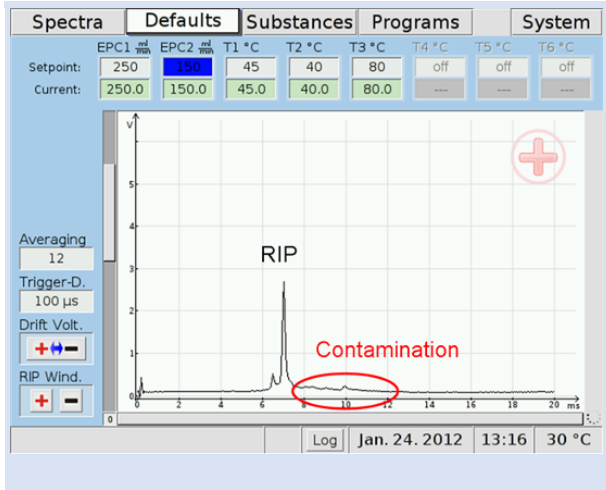 Spectra Defaults Substances Programs System
EPC1 ml/min EPC2 ml/min T1 °C T2 °C T3 °C T4 °C T5 °C T6 °C
Setpoint: 250 150 45 40 80 off off off
Current: 250.0 150.0 45.0 40.0 80.0 --- --- ---
V
5
4
Averaging
12
3
RIP
Trigger-D.
100 µs
2
Drift Volt.
+ −
1
Contamination
RIP Wind.
+ −
0
0 2 4 6 8 10 12 14 16 18 20 ms
0
Log Jan. 24. 2012 13:16 30 °C